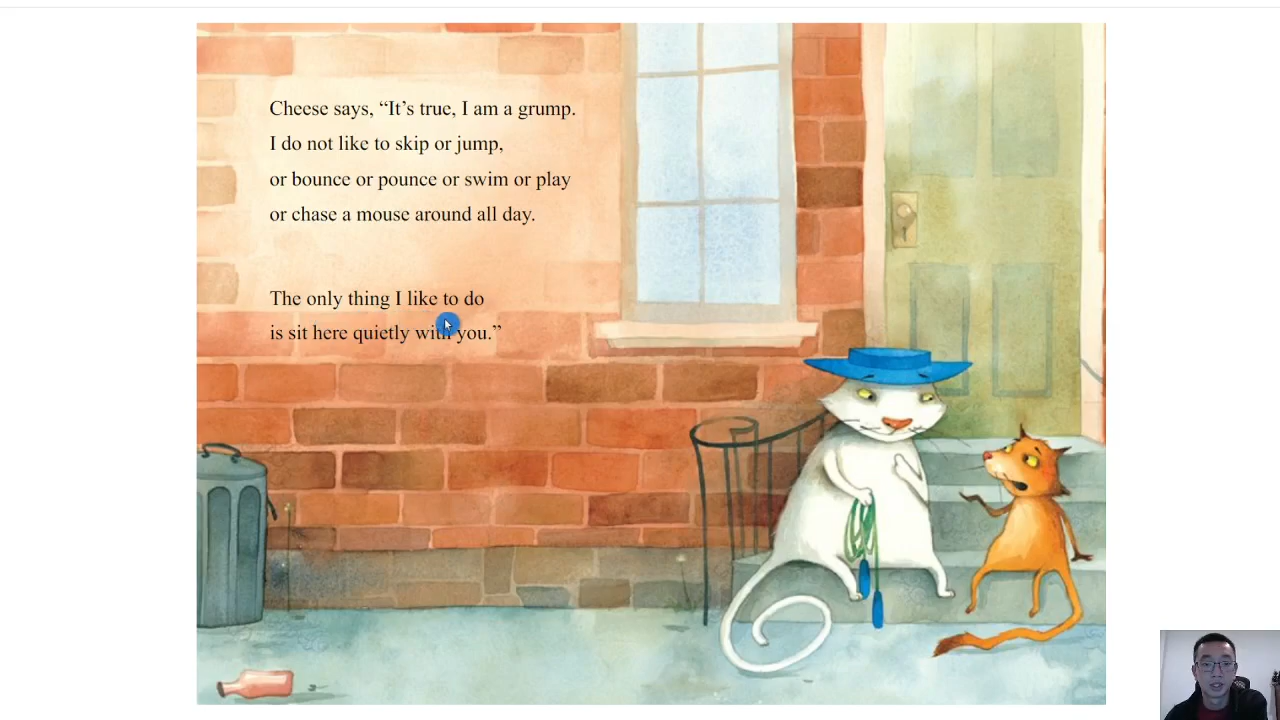 Cheese says, “It’s true, I am a grump.
I do not like to skip or jump,
or bounce or pounce or swim or play
or chase a mouse around all day.
The only thing I like to do
is sit here quietly with you.”